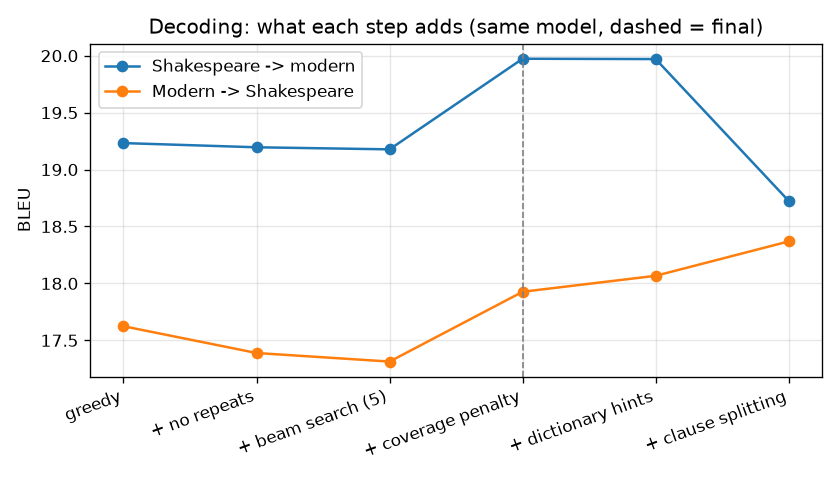 Decoding: what each step adds (same model, dashed = final)
Shakespeare -> modern
Modern -> Shakespeare
BLEU
20.0
19.5
19.0
18.5
18.0
17.5
greedy
+ no repeats
+ beam search (5)
+ coverage penalty
+ dictionary hints
+ clause splitting